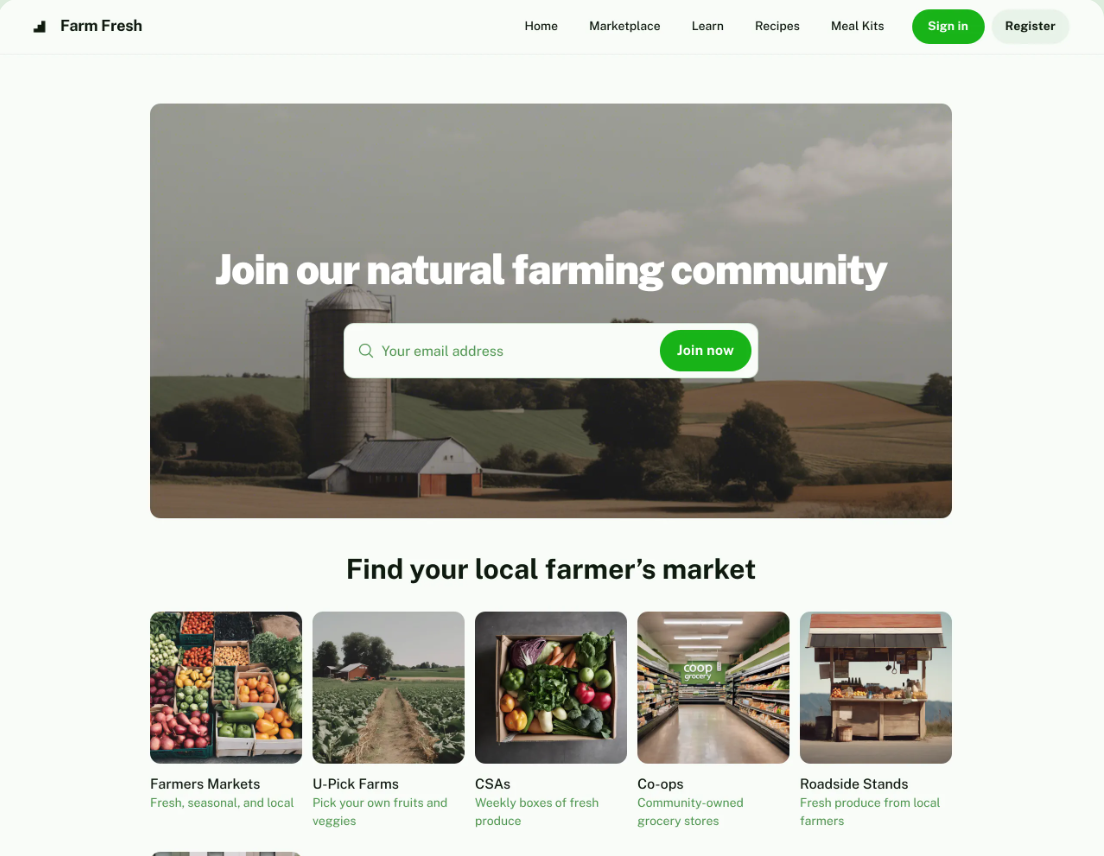 Farm Fresh
Home
Marketplace
Learn
Recipes
Meal Kits
Sign in
Register
Join our natural farming community
Your email address
Join now
Find your local farmer’s market
coop
grocery
Farmers Markets
Fresh, seasonal, and local
U-Pick Farms
Pick your own fruits and
veggies
CSAs
Weekly boxes of fresh
produce
Co-ops
Community-owned
grocery stores
Roadside Stands
Fresh produce from local
farmers